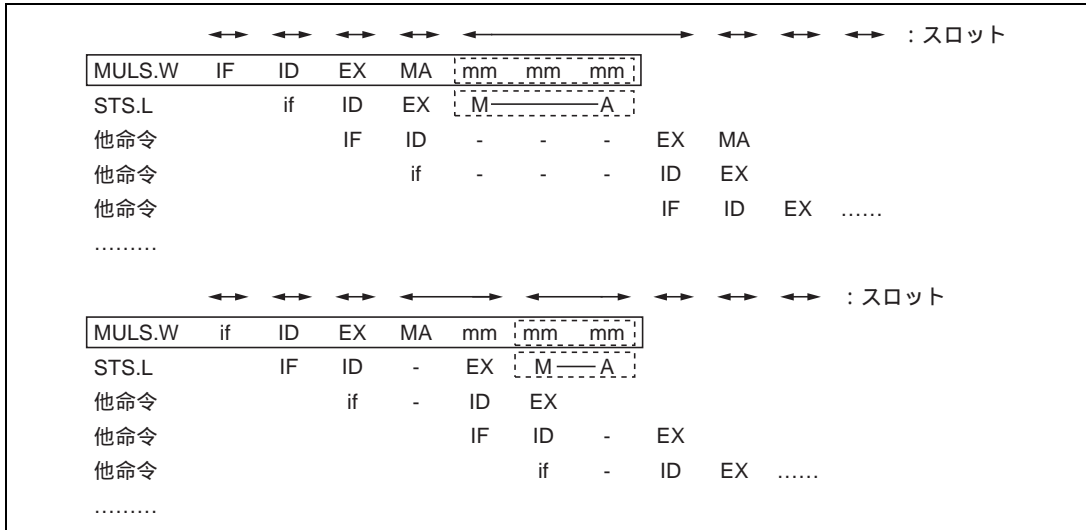 ：スロット
MULS.W IF ID EX MA mm mm mm
STS.L if ID EX M A
他命令 IF ID - - - EX MA
他命令 if - - - ID EX
他命令 IF ID EX ……
………
：スロット
MULS.W if ID EX MA mm mm mm
STS.L IF ID - EX M A
他命令 if - ID EX
他命令 IF ID - EX
他命令 if - ID EX ……
………